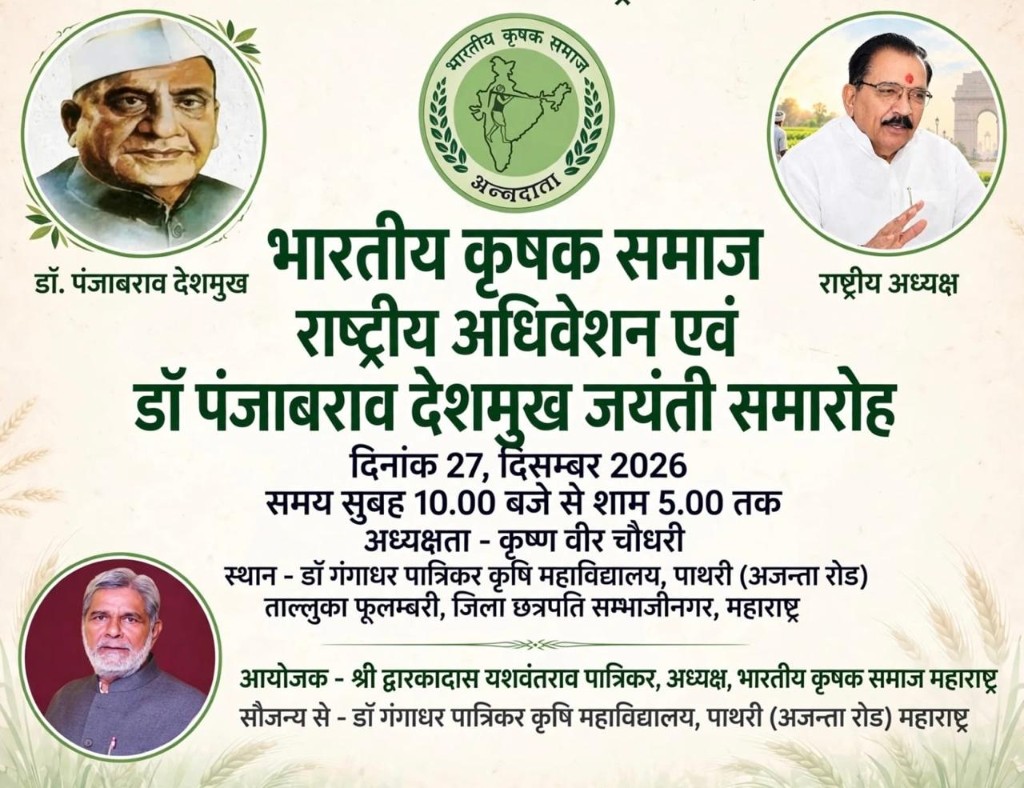 भारतीय कृषक समाज
अन्नदाता
डॉ. पंजाबराव देशमुख
राष्ट्रीय अध्यक्ष
भारतीय कृषक समाज
राष्ट्रीय अधिवेशन एवं
डॉ पंजाबराव देशमुख जयंती समारोह
दिनांक 27, दिसम्बर 2026
समय सुबह 10.00 बजे से शाम 5.00 तक
अध्यक्षता - कृष्ण वीर चौधरी
स्थान - डॉ गंगाधर पात्रिकर कृषि महाविद्यालय, पाथरी (अजन्ता रोड)
ताल्लुका फूलम्बरी, जिला छत्रपति सम्भाजीनगर, महाराष्ट्र
आयोजक - श्री द्वारकादास यशवंतराव पात्रिकर, अध्यक्ष, भारतीय कृषक समाज महाराष्ट्र
सौजन्य से - डॉ गंगाधर पात्रिकर कृषि महाविद्यालय, पाथरी (अजन्ता रोड) महाराष्ट्र